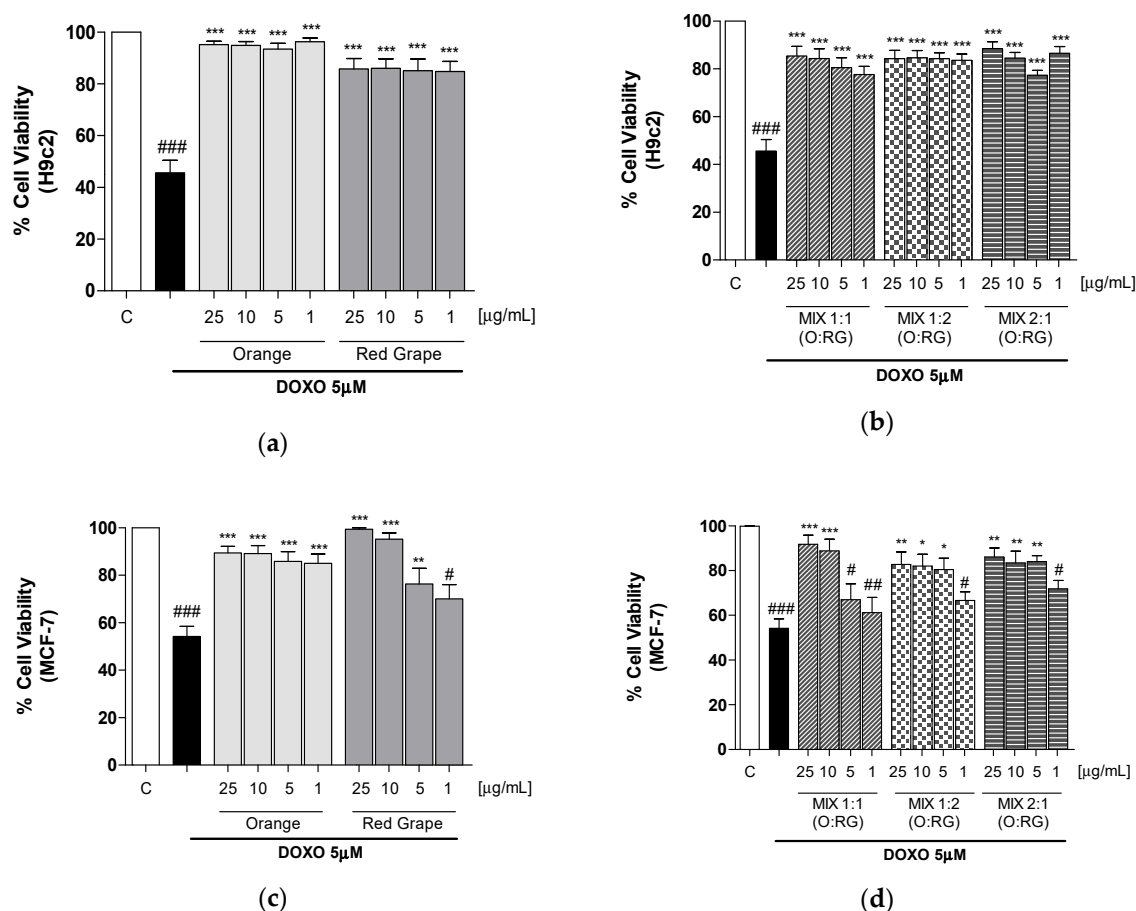 % Cell Viability
(H9c2)
100
80
60
40
20
0
###
*** *** *** ***
*** *** *** ***
C 25 10 5 1 25 10 5 1 [µg/mL]
Orange Red Grape
DOXO 5µM
(a)
% Cell Viability
(H9c2)
100
80
60
40
20
0
###
*** *** *** *** *** *** *** *** *** *** *** ***
C 25 10 5 1 25 10 5 1 25 10 5 1 [µg/mL]
MIX 1:1 MIX 1:2 MIX 2:1
(O:RG) (O:RG) (O:RG)
DOXO 5µM
(b)
% Cell Viability
(MCF-7)
100
80
60
40
20
0
###
*** *** *** *** *** *** ** #
C 25 10 5 1 25 10 5 1 [µg/mL]
Orange Red Grape
DOXO 5µM
(c)
% Cell Viability
(MCF-7)
100
80
60
40
20
0
###
*** *** # ## ** * * # ** ** ** #
C 25 10 5 1 25 10 5 1 25 10 5 1 [µg/mL]
MIX 1:1 MIX 1:2 MIX 2:1
(O:RG) (O:RG) (O:RG)
DOXO 5µM
(d)